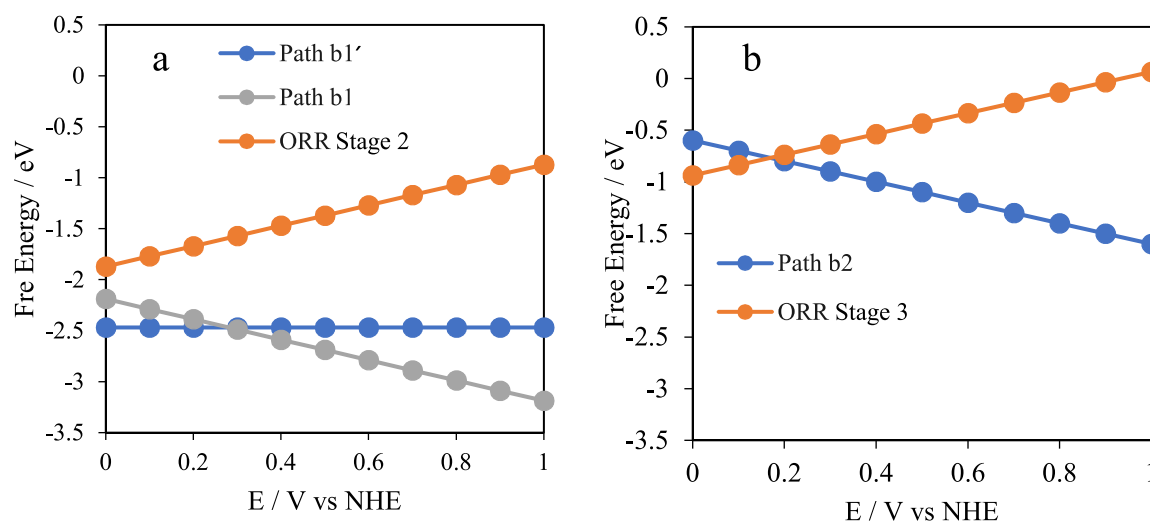 a
Path b1´
Path b1
ORR Stage 2
0.5
0
-0.5
-1
-1.5
-2
-2.5
-3
-3.5
Fre Energy / eV
0
0.2
0.4
0.6
0.8
1
E / V vs NHE
b
0.5
0
-0.5
-1
-1.5
-2
-2.5
-3
-3.5
Free Energy / eV
Path b2
ORR Stage 3
0
0.2
0.4
0.6
0.8
1
E / V vs NHE